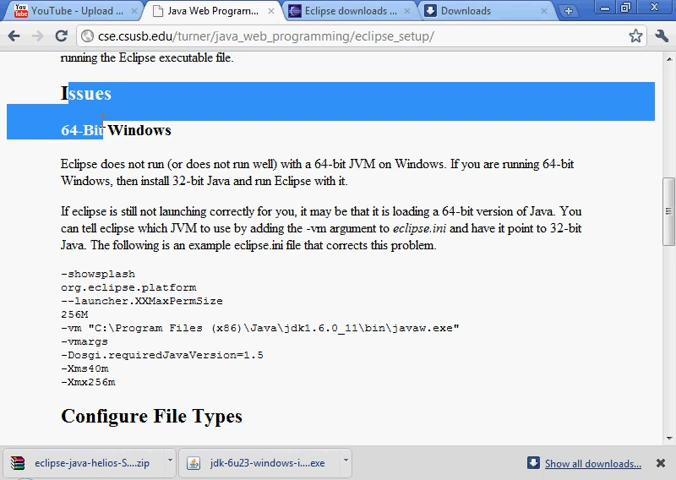 YouTube - Upload ...
Java Web Program...
Eclipse downloads ...
Downloads
cse.csusb.edu/turner/java_web_programming/eclipse_setup/
running the Eclipse executable file.
Issues
64-Bit Windows
Eclipse does not run (or does not run well) with a 64-bit JVM on Windows. If you are running 64-bit
Windows, then install 32-bit Java and run Eclipse with it.
If eclipse is still not launching correctly for you, it may be that it is loading a 64-bit version of Java. You
can tell eclipse which JVM to use by adding the -vm argument to eclipse.ini and have it point to 32-bit
Java. The following is an example eclipse.ini file that corrects this problem.
-showsplash
org.eclipse.platform
--launcher.XXMaxPermSize
256M
-vm "C:\Program Files (x86)\Java\jdk1.6.0_11\bin\javaw.exe"
-vmargs
-Dosgi.requiredJavaVersion=1.5
-Xms40m
-Xmx256m
Configure File Types
eclipse-java-helios-S....zip
jdk-6u23-windows-i....exe
Show all downloads...